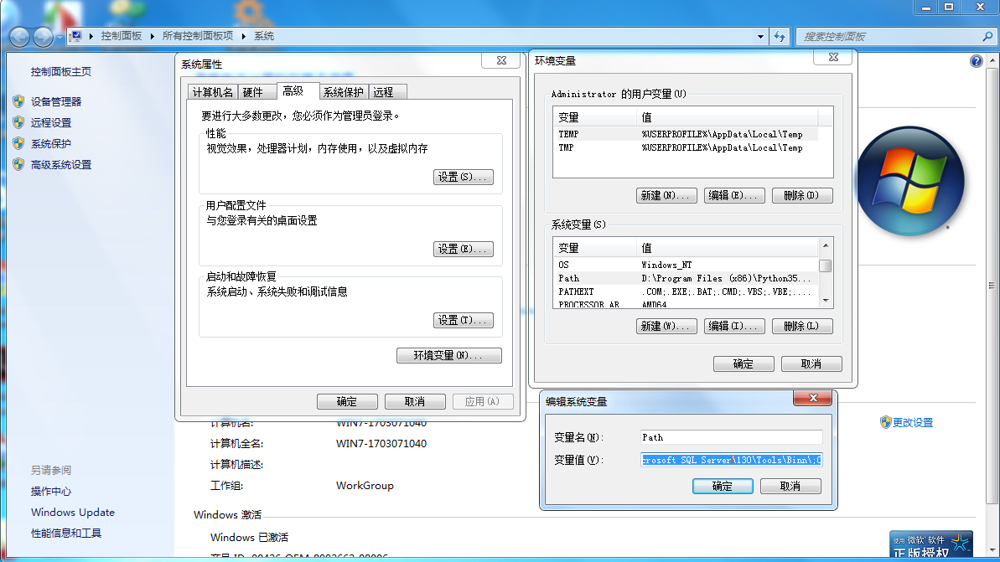 控制面板 所有控制面板项 系统
搜索控制面板
控制面板主页
设备管理器
远程设置
系统保护
高级系统设置
另请参阅
操作中心
Windows Update
性能信息和工具
系统属性
计算机名 硬件 高级 系统保护 远程
要进行大多数更改，您必须作为管理员登录。
性能
视觉效果，处理器计划，内存使用，以及虚拟内存
设置(S)...
用户配置文件
与您登录有关的桌面设置
设置(E)...
启动和故障恢复
系统启动、系统失败和调试信息
设置(T)...
环境变量(N)...
确定 取消 应用(A)
环境变量
Administrator 的用户变量(U)
变量 值
TEMP %USERPROFILE%\AppData\Local\Temp
TMP %USERPROFILE%\AppData\Local\Temp
新建(N)... 编辑(E)... 删除(D)
系统变量(S)
变量 值
OS Windows_NT
Path D:\Program Files (x86)\Python35...
PATHEXT .COM;.EXE;.BAT;.CMD;.VBS;.VBE;....
PROCESSOR_AR... AMD64
新建(W)... 编辑(I)... 删除(L)
确定 取消
编辑系统变量
变量名(N): Path
变量值(V): crosoft SQL Server\130\Tools\Binn\;C
确定 取消
计算机名: WIN7-1703071040
更改设置
计算机全名: WIN7-1703071040
计算机描述:
工作组: WorkGroup
Windows 激活
Windows 已激活
使用 微软 软件
正版授权